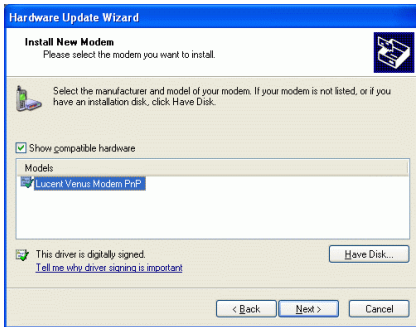 Hardware Update Wizard
Install New Modem
Please select the modem you want to install.
Select the manufacturer and model of your modem. If your modem is not listed, or if you
have an installation disk, click Have Disk.
Show compatible hardware
Models
Lucent Venus Modem PnP
This driver is digitally signed.
Have Disk...
Tell me why driver signing is important
< Back
Next >
Cancel